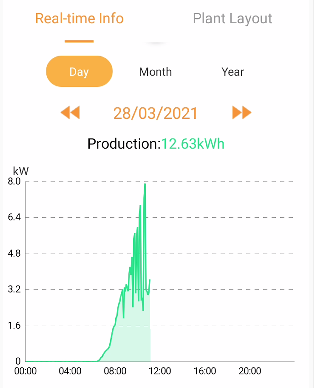 Real-time Info Plant Layout
Day Month Year
28/03/2021
Production:12.63kWh
kW
8.0
6.4
4.8
3.2
1.6
0
00:00 04:00 08:00 12:00 16:00 20:00